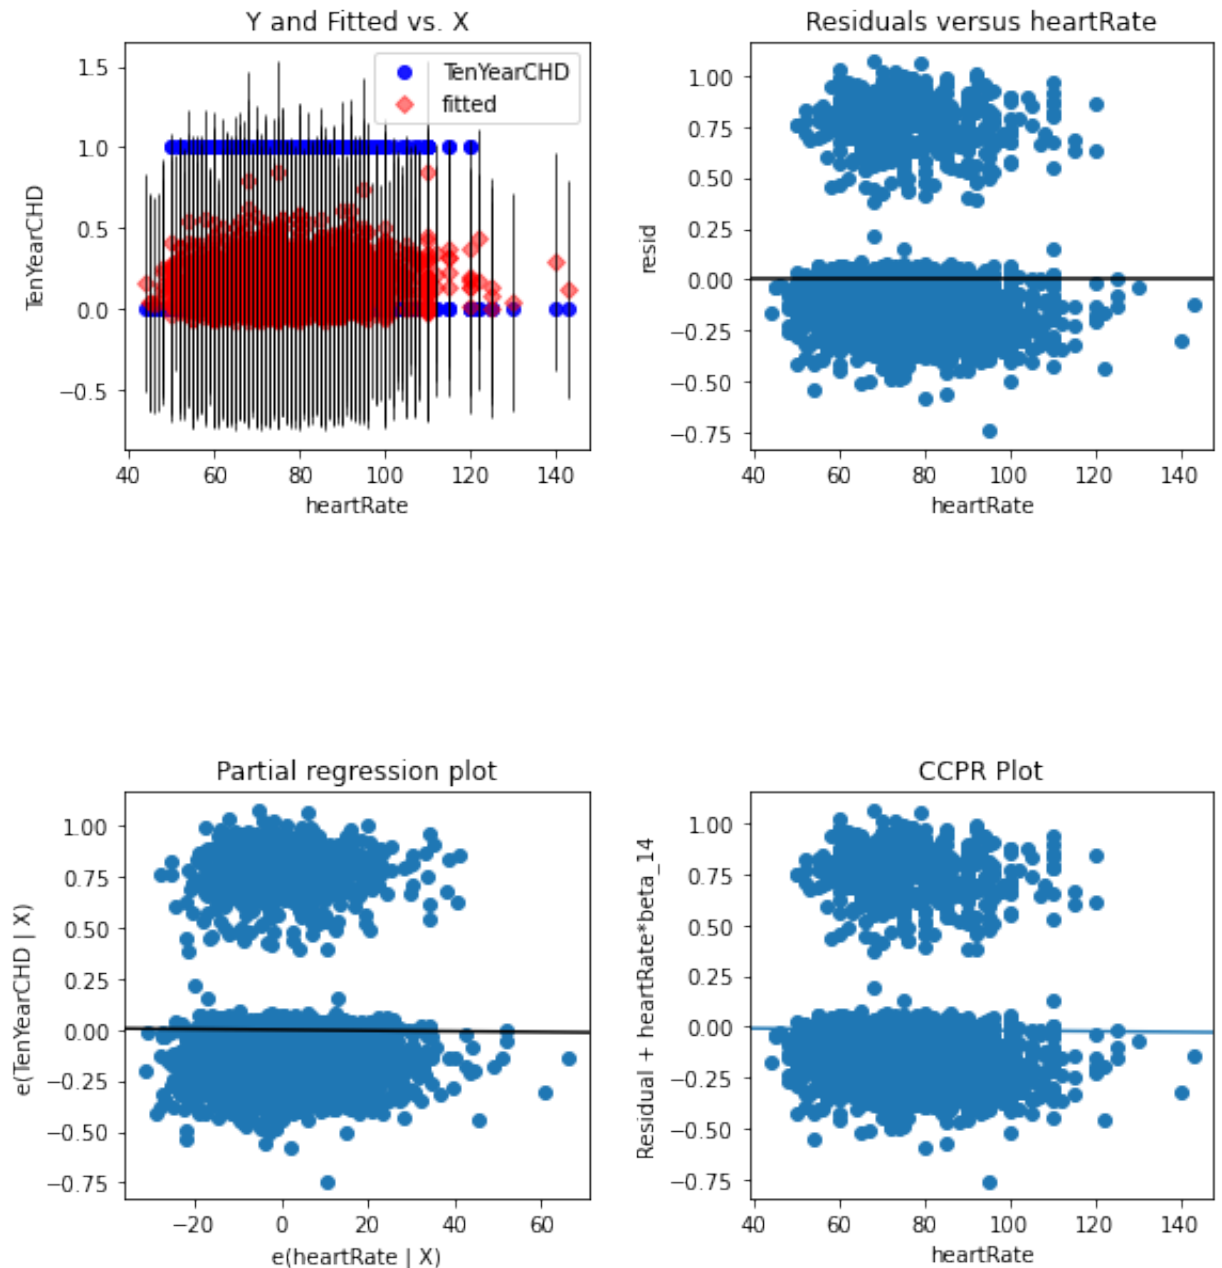 Y and Fitted vs. X
TenYearCHD
fitted
1.5
1.0
0.5
0.0
−0.5
TenYearCHD
40 60 80 100 120 140
heartRate
Residuals versus heartRate
1.00
0.75
0.50
0.25
0.00
−0.25
−0.50
−0.75
resid
40 60 80 100 120 140
heartRate
Partial regression plot
1.00
0.75
0.50
0.25
0.00
−0.25
−0.50
−0.75
e(TenYearCHD | X)
−20 0 20 40 60
e(heartRate | X)
CCPR Plot
1.00
0.75
0.50
0.25
0.00
−0.25
−0.50
−0.75
Residual + heartRate*beta_14
40 60 80 100 120 140
heartRate